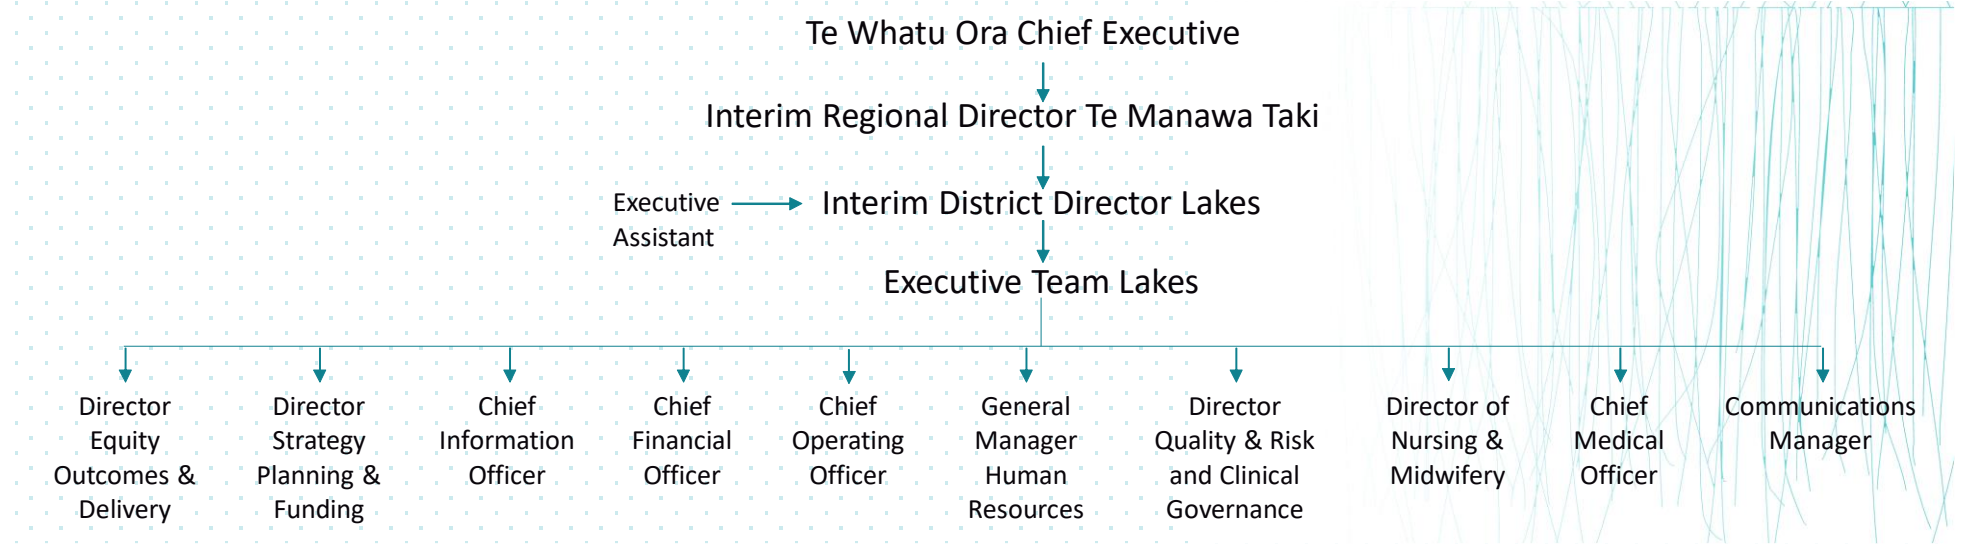 Te Whatu Ora Chief Executive
Interim Regional Director Te Manawa Taki
Executive
Assistant
Interim District Director Lakes
Executive Team Lakes
Director
Equity
Outcomes &
Delivery
Director
Strategy
Planning &
Funding
Chief
Information
Officer
Chief
Financial
Officer
Chief
Operating
Officer
General
Manager
Human
Resources
Director
Quality & Risk
and Clinical
Governance
Director of
Nursing &
Midwifery
Chief
Medical
Officer
Communications
Manager